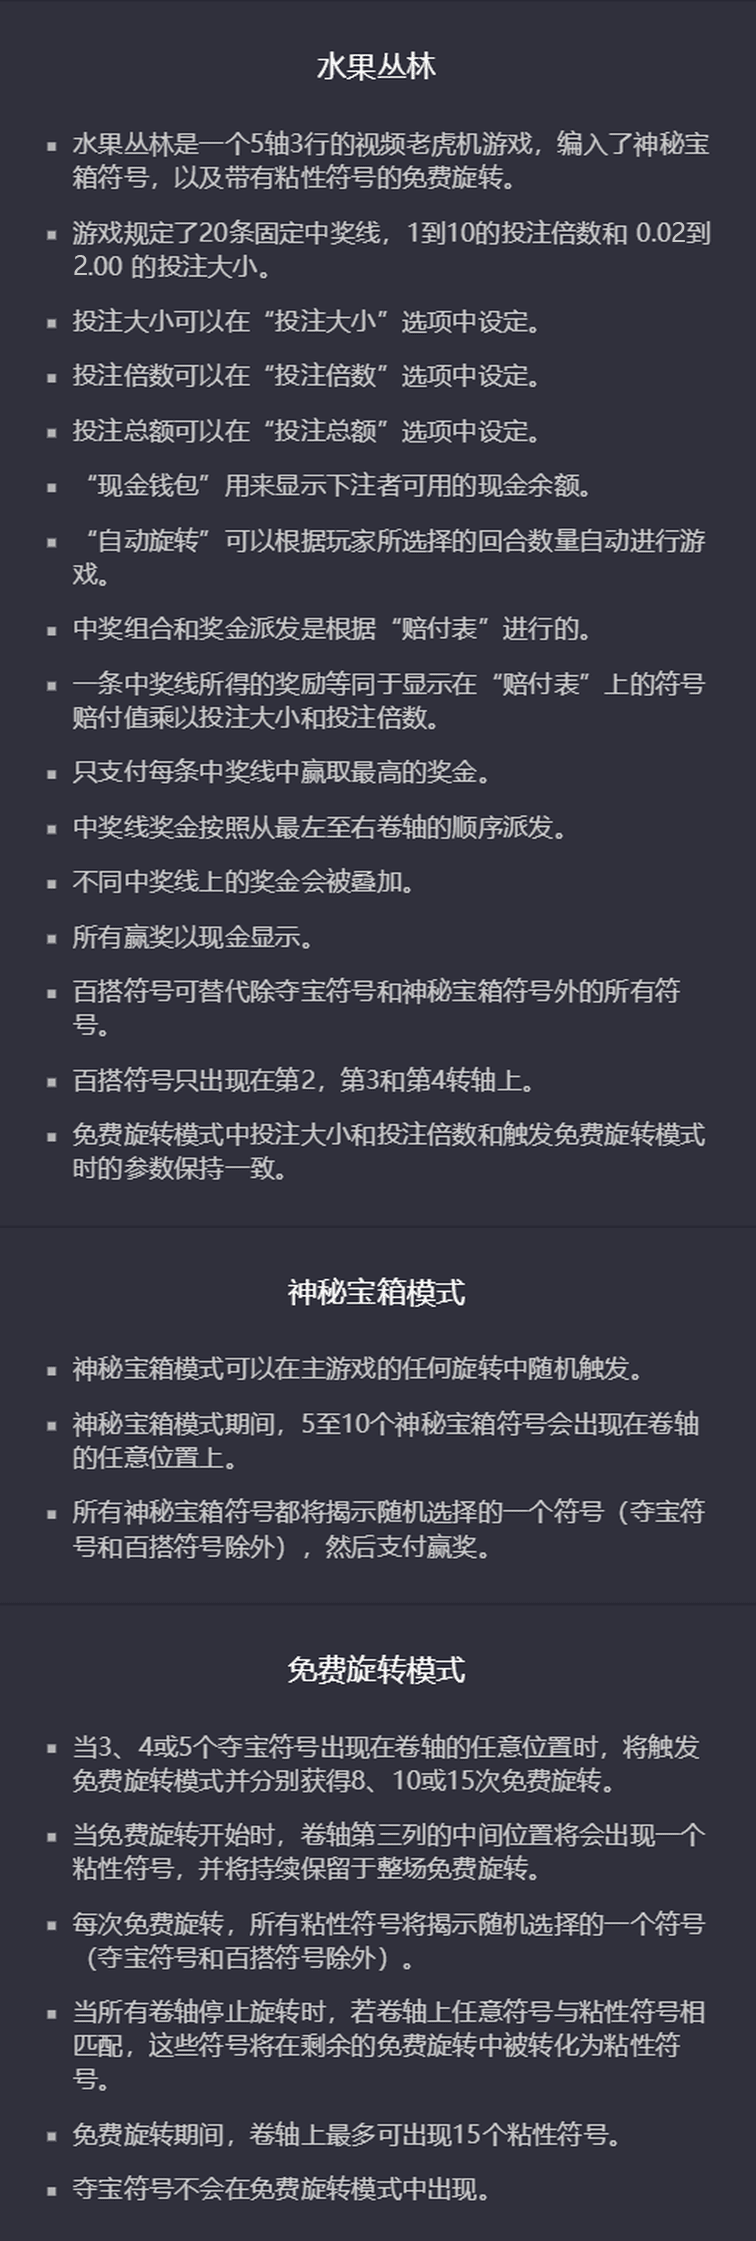 水果丛林
▪ 水果丛林是一个5轴3行的视频老虎机游戏，编入了神秘宝
箱符号，以及带有粘性符号的免费旋转。
▪ 游戏规定了20条固定中奖线，1到10的投注倍数和 0.02到
2.00 的投注大小。
▪ 投注大小可以在“投注大小”选项中设定。
▪ 投注倍数可以在“投注倍数”选项中设定。
▪ 投注总额可以在“投注总额”选项中设定。
▪ “现金钱包”用来显示下注者可用的现金余额。
▪ “自动旋转”可以根据玩家所选择的回合数量自动进行游
戏。
▪ 中奖组合和奖金派发是根据“赔付表”进行的。
▪ 一条中奖线所得的奖励等同于显示在“赔付表”上的符号
赔付值乘以投注大小和投注倍数。
▪ 只支付每条中奖线中赢取最高的奖金。
▪ 中奖线奖金按照从最左至右卷轴的顺序派发。
▪ 不同中奖线上的奖金会被叠加。
▪ 所有赢奖以现金显示。
▪ 百搭符号可替代除夺宝符号和神秘宝箱符号外的所有符
号。
▪ 百搭符号只出现在第2，第3和第4转轴上。
▪ 免费旋转模式中投注大小和投注倍数和触发免费旋转模式
时的参数保持一致。
神秘宝箱模式
▪ 神秘宝箱模式可以在主游戏的任何旋转中随机触发。
▪ 神秘宝箱模式期间，5至10个神秘宝箱符号会出现在卷轴
的任意位置上。
▪ 所有神秘宝箱符号都将揭示随机选择的一个符号（夺宝符
号和百搭符号除外），然后支付赢奖。
免费旋转模式
▪ 当3、4或5个夺宝符号出现在卷轴的任意位置时，将触发
免费旋转模式并分别获得8、10或15次免费旋转。
▪ 当免费旋转开始时，卷轴第三列的中间位置将会出现一个
粘性符号，并将持续保留于整场免费旋转。
▪ 每次免费旋转，所有粘性符号将揭示随机选择的一个符号
（夺宝符号和百搭符号除外）。
▪ 当所有卷轴停止旋转时，若卷轴上任意符号与粘性符号相
匹配，这些符号将在剩余的免费旋转中被转化为粘性符
号。
▪ 免费旋转期间，卷轴上最多可出现15个粘性符号。
▪ 夺宝符号不会在免费旋转模式中出现。